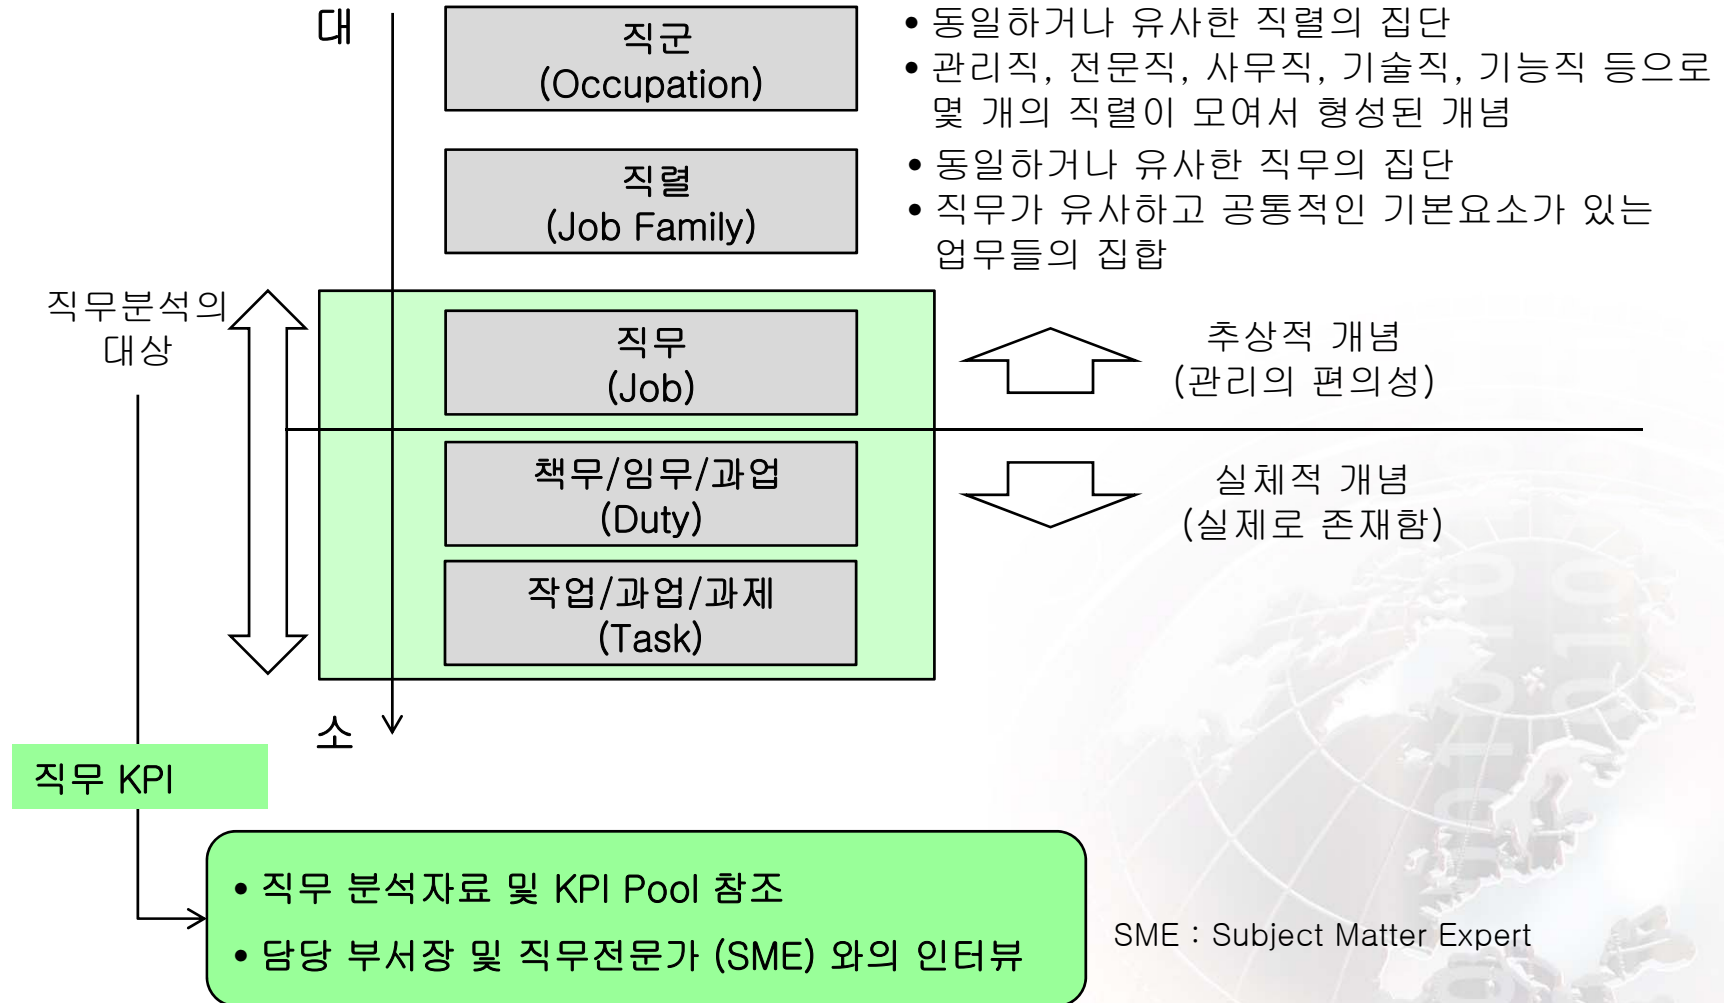 대
직군
(Occupation)
• 동일하거나 유사한 직렬의 집단
• 관리직, 전문직, 사무직, 기술직, 기능직 등으로
몇 개의 직렬이 모여서 형성된 개념
직렬
(Job Family)
• 동일하거나 유사한 직무의 집단
• 직무가 유사하고 공통적인 기본요소가 있는
업무들의 집합
직무분석의
대상
직무
(Job)
추상적 개념
(관리의 편의성)
책무/임무/과업
(Duty)
실체적 개념
(실제로 존재함)
작업/과업/과제
(Task)
소
직무 KPI
• 직무 분석자료 및 KPI Pool 참조
• 담당 부서장 및 직무전문가 (SME) 와의 인터뷰
SME : Subject Matter Expert